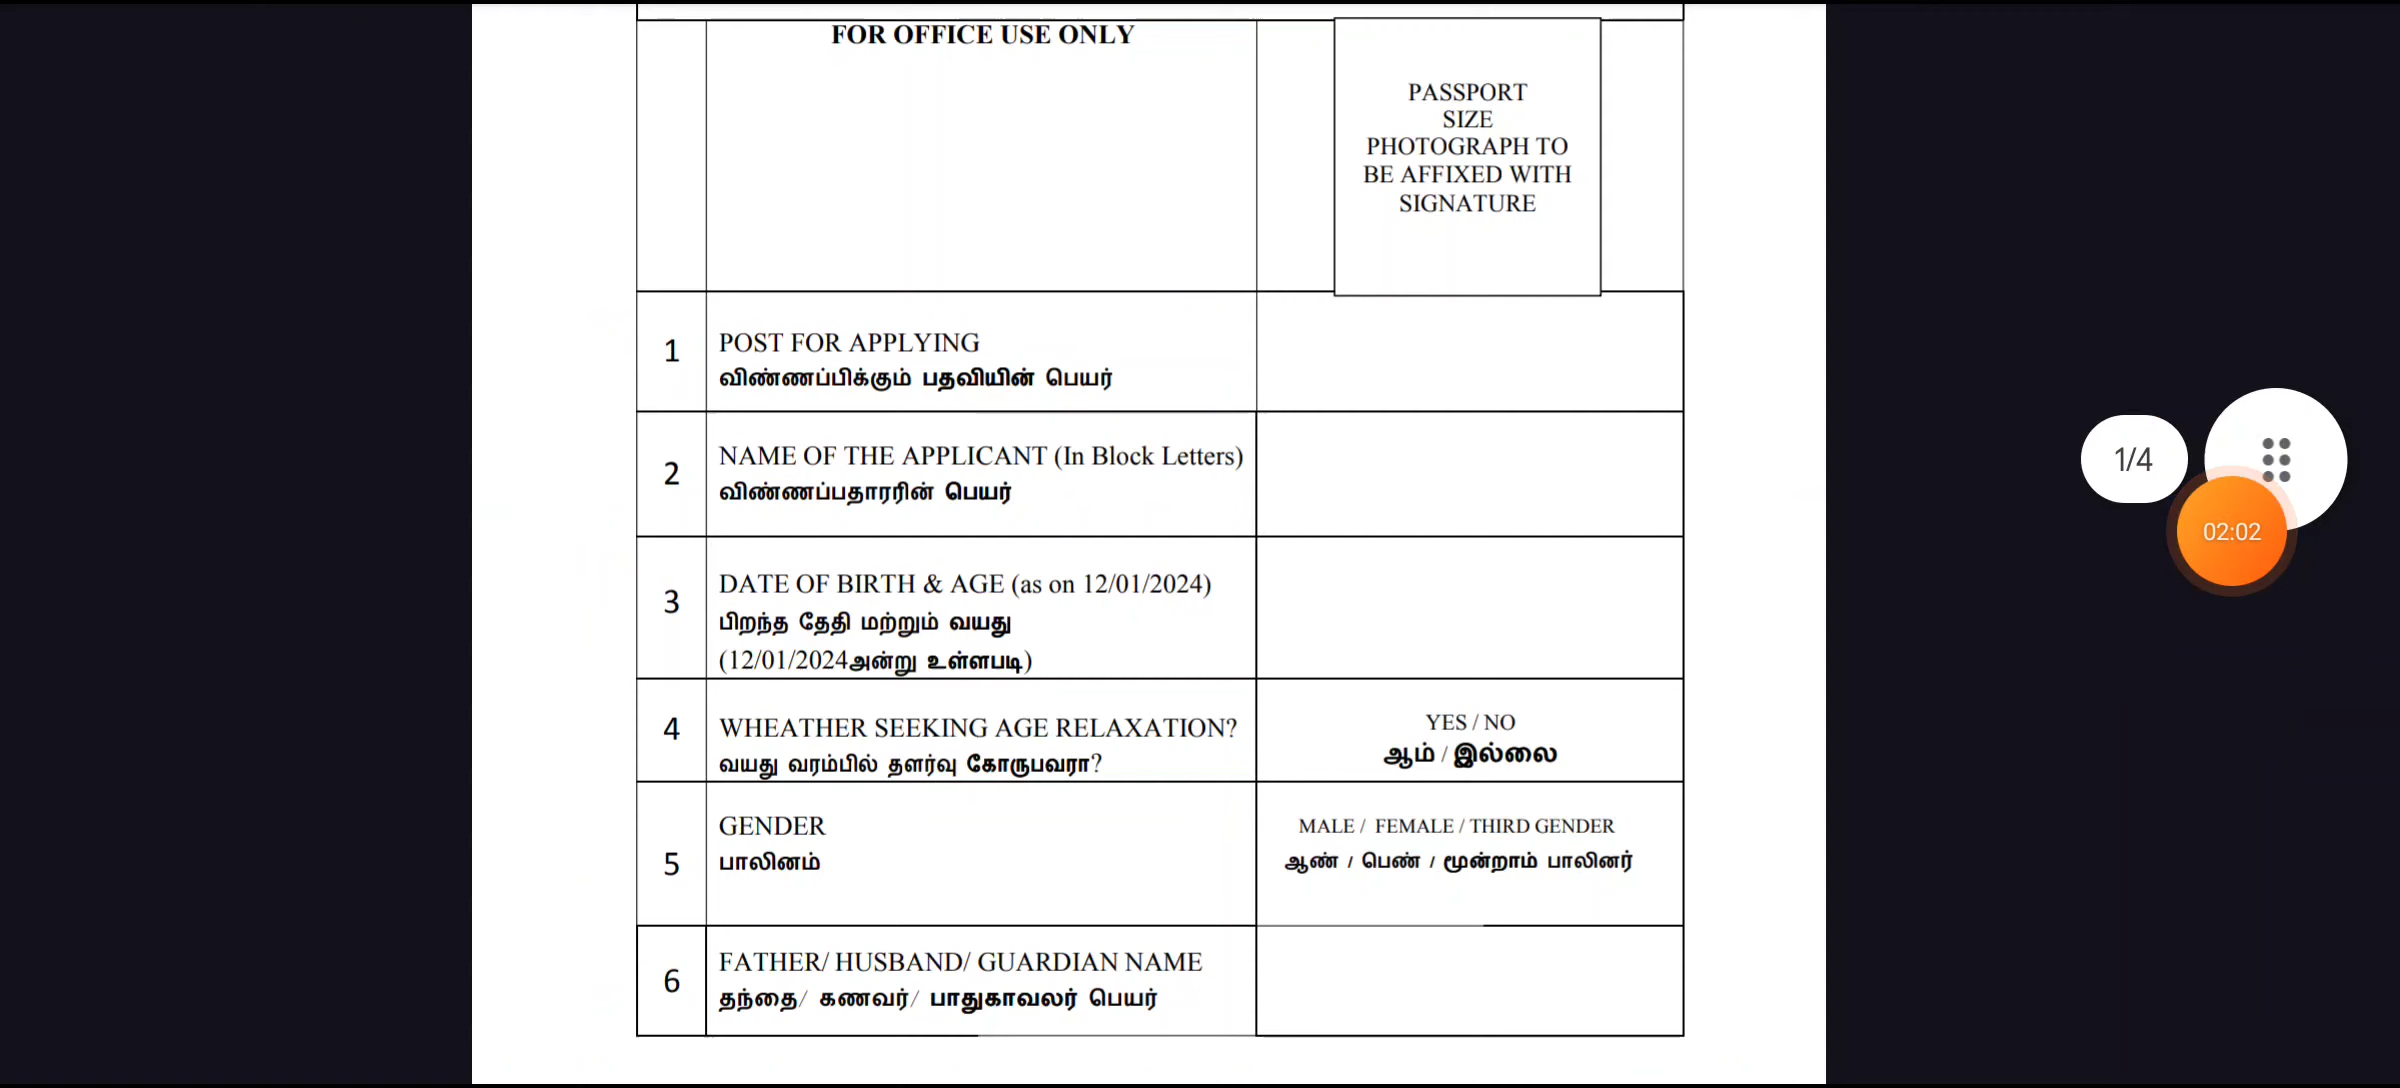 FOR OFFICE USE ONLY
PASSPORT
SIZE
PHOTOGRAPH TO
BE AFFIXED WITH
SIGNATURE
1
POST FOR APPLYING
விண்ணப்பிக்கும் பதவியின் பெயர்
2
NAME OF THE APPLICANT (In Block Letters)
விண்ணப்பதாரரின் பெயர்
3
DATE OF BIRTH & AGE (as on 12/01/2024)
பிறந்த தேதி மற்றும் வயது
(12/01/2024அன்று உள்ளபடி)
4
WHEATHER SEEKING AGE RELAXATION?
வயது வரம்பில் தளர்வு கோருபவரா?
YES / NO
ஆம் / இல்லை
5
GENDER
பாலினம்
MALE / FEMALE / THIRD GENDER
ஆண் / பெண் / மூன்றாம் பாலினர்
6
FATHER/ HUSBAND/ GUARDIAN NAME
தந்தை/ கணவர்/ பாதுகாவலர் பெயர்
1/4
02:02